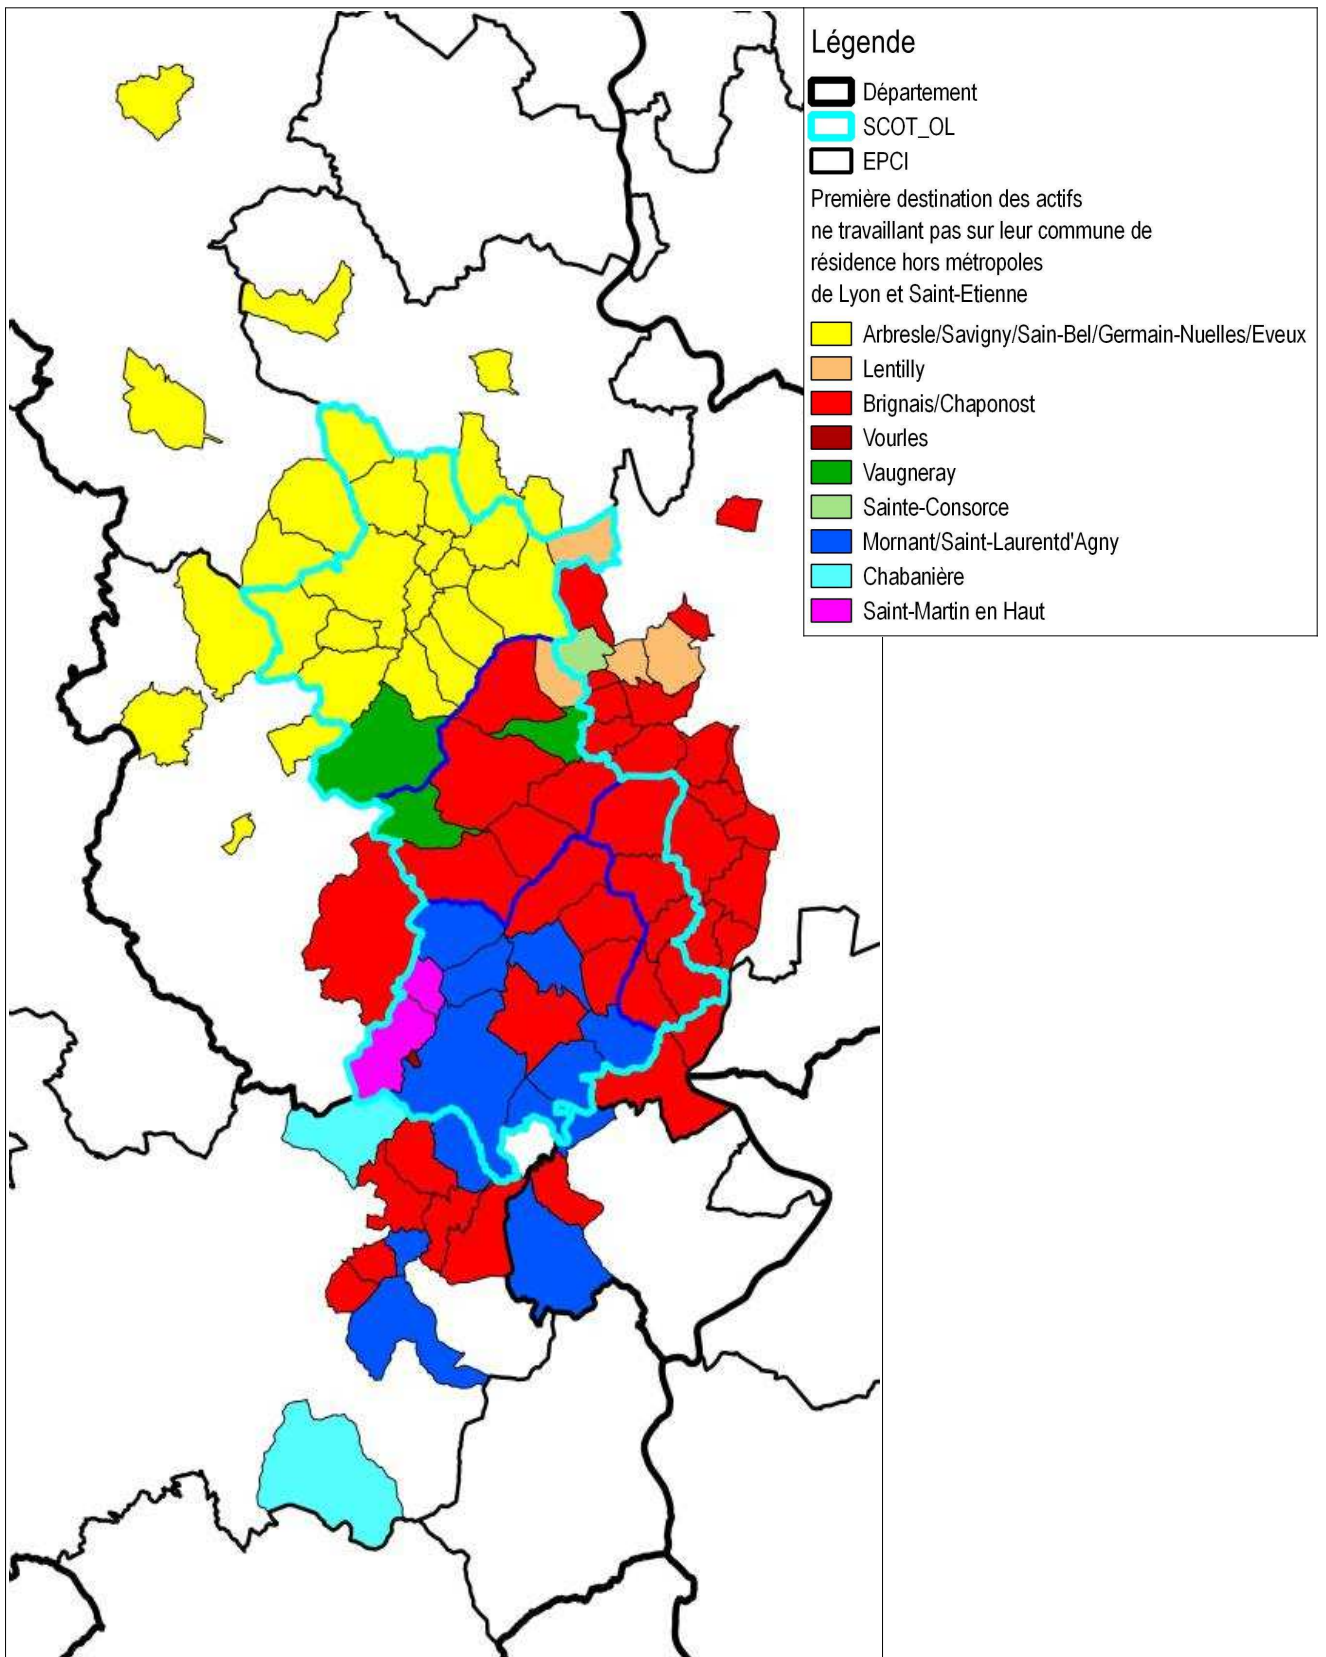 Légende
Département
SCOT_OL
EPCI
Première destination des actifs
ne travaillant pas sur leur commune de
résidence hors métropoles
de Lyon et Saint-Etienne
Arbresle/Savigny/Sain-Bel/Germain-Nuelles/Eveux
Lentilly
Brignais/Chaponost
Vourles
Vaugneray
Sainte-Consorce
Mornant/Saint-Laurentd'Agny
Chabanière
Saint-Martin en Haut